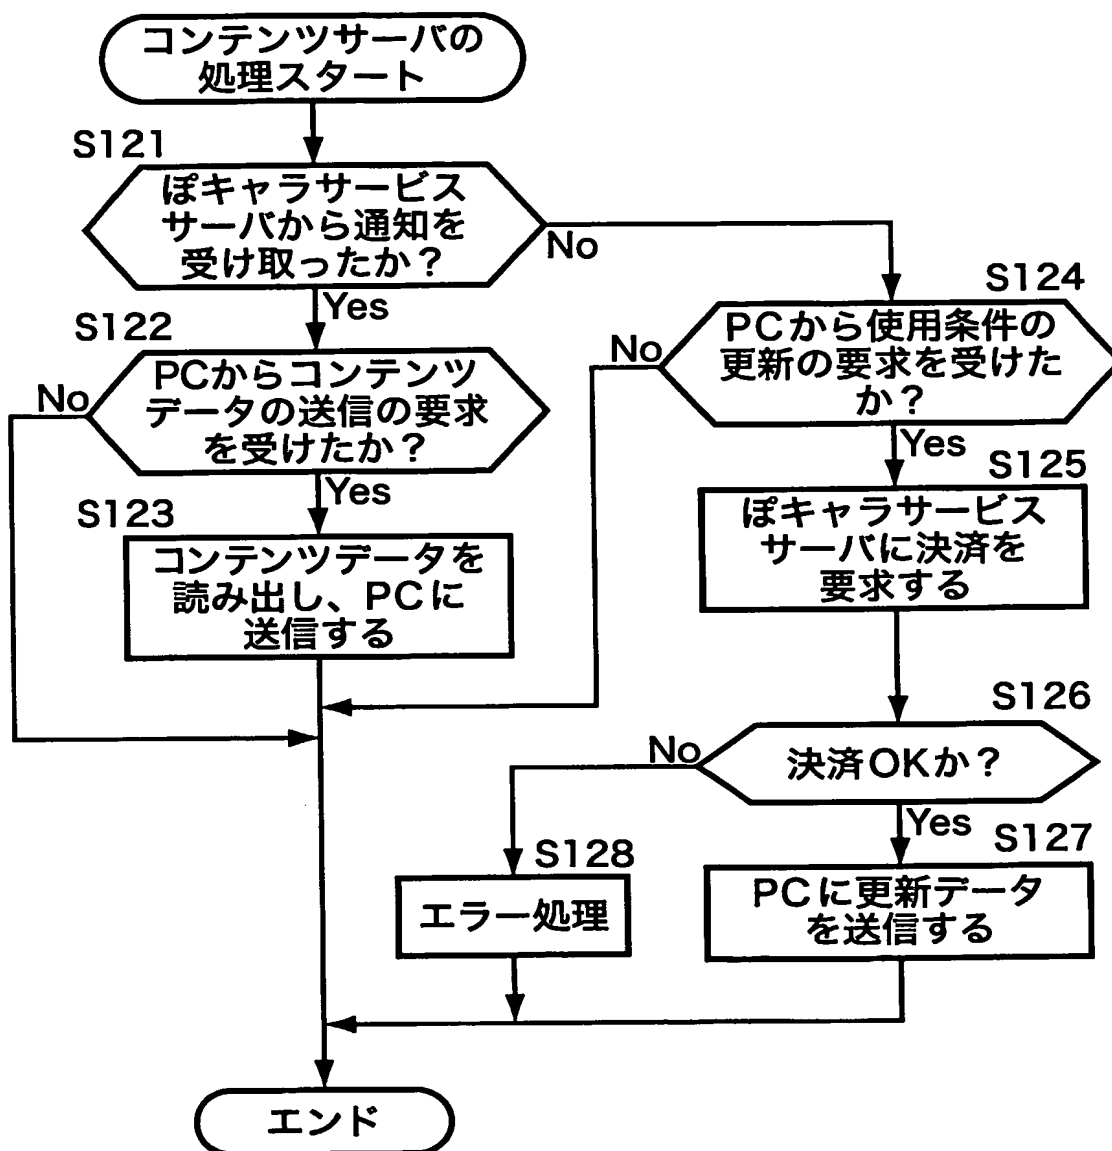 コンテンツサーバの
処理スタート
S121
ぽキャラサービス
サーバから通知を
受け取ったか？
No
Yes
S122
PCからコンテンツ
データの送信の要求
を受けたか？
No
Yes
S123
コンテンツデータを
読み出し、PCに
送信する
S124
PCから使用条件の
更新の要求を受けた
か？
No
Yes
S125
ぽキャラサービス
サーバに決済を
要求する
S126
決済OKか？
No
Yes
S127
PCに更新データ
を送信する
S128
エラー処理
エンド